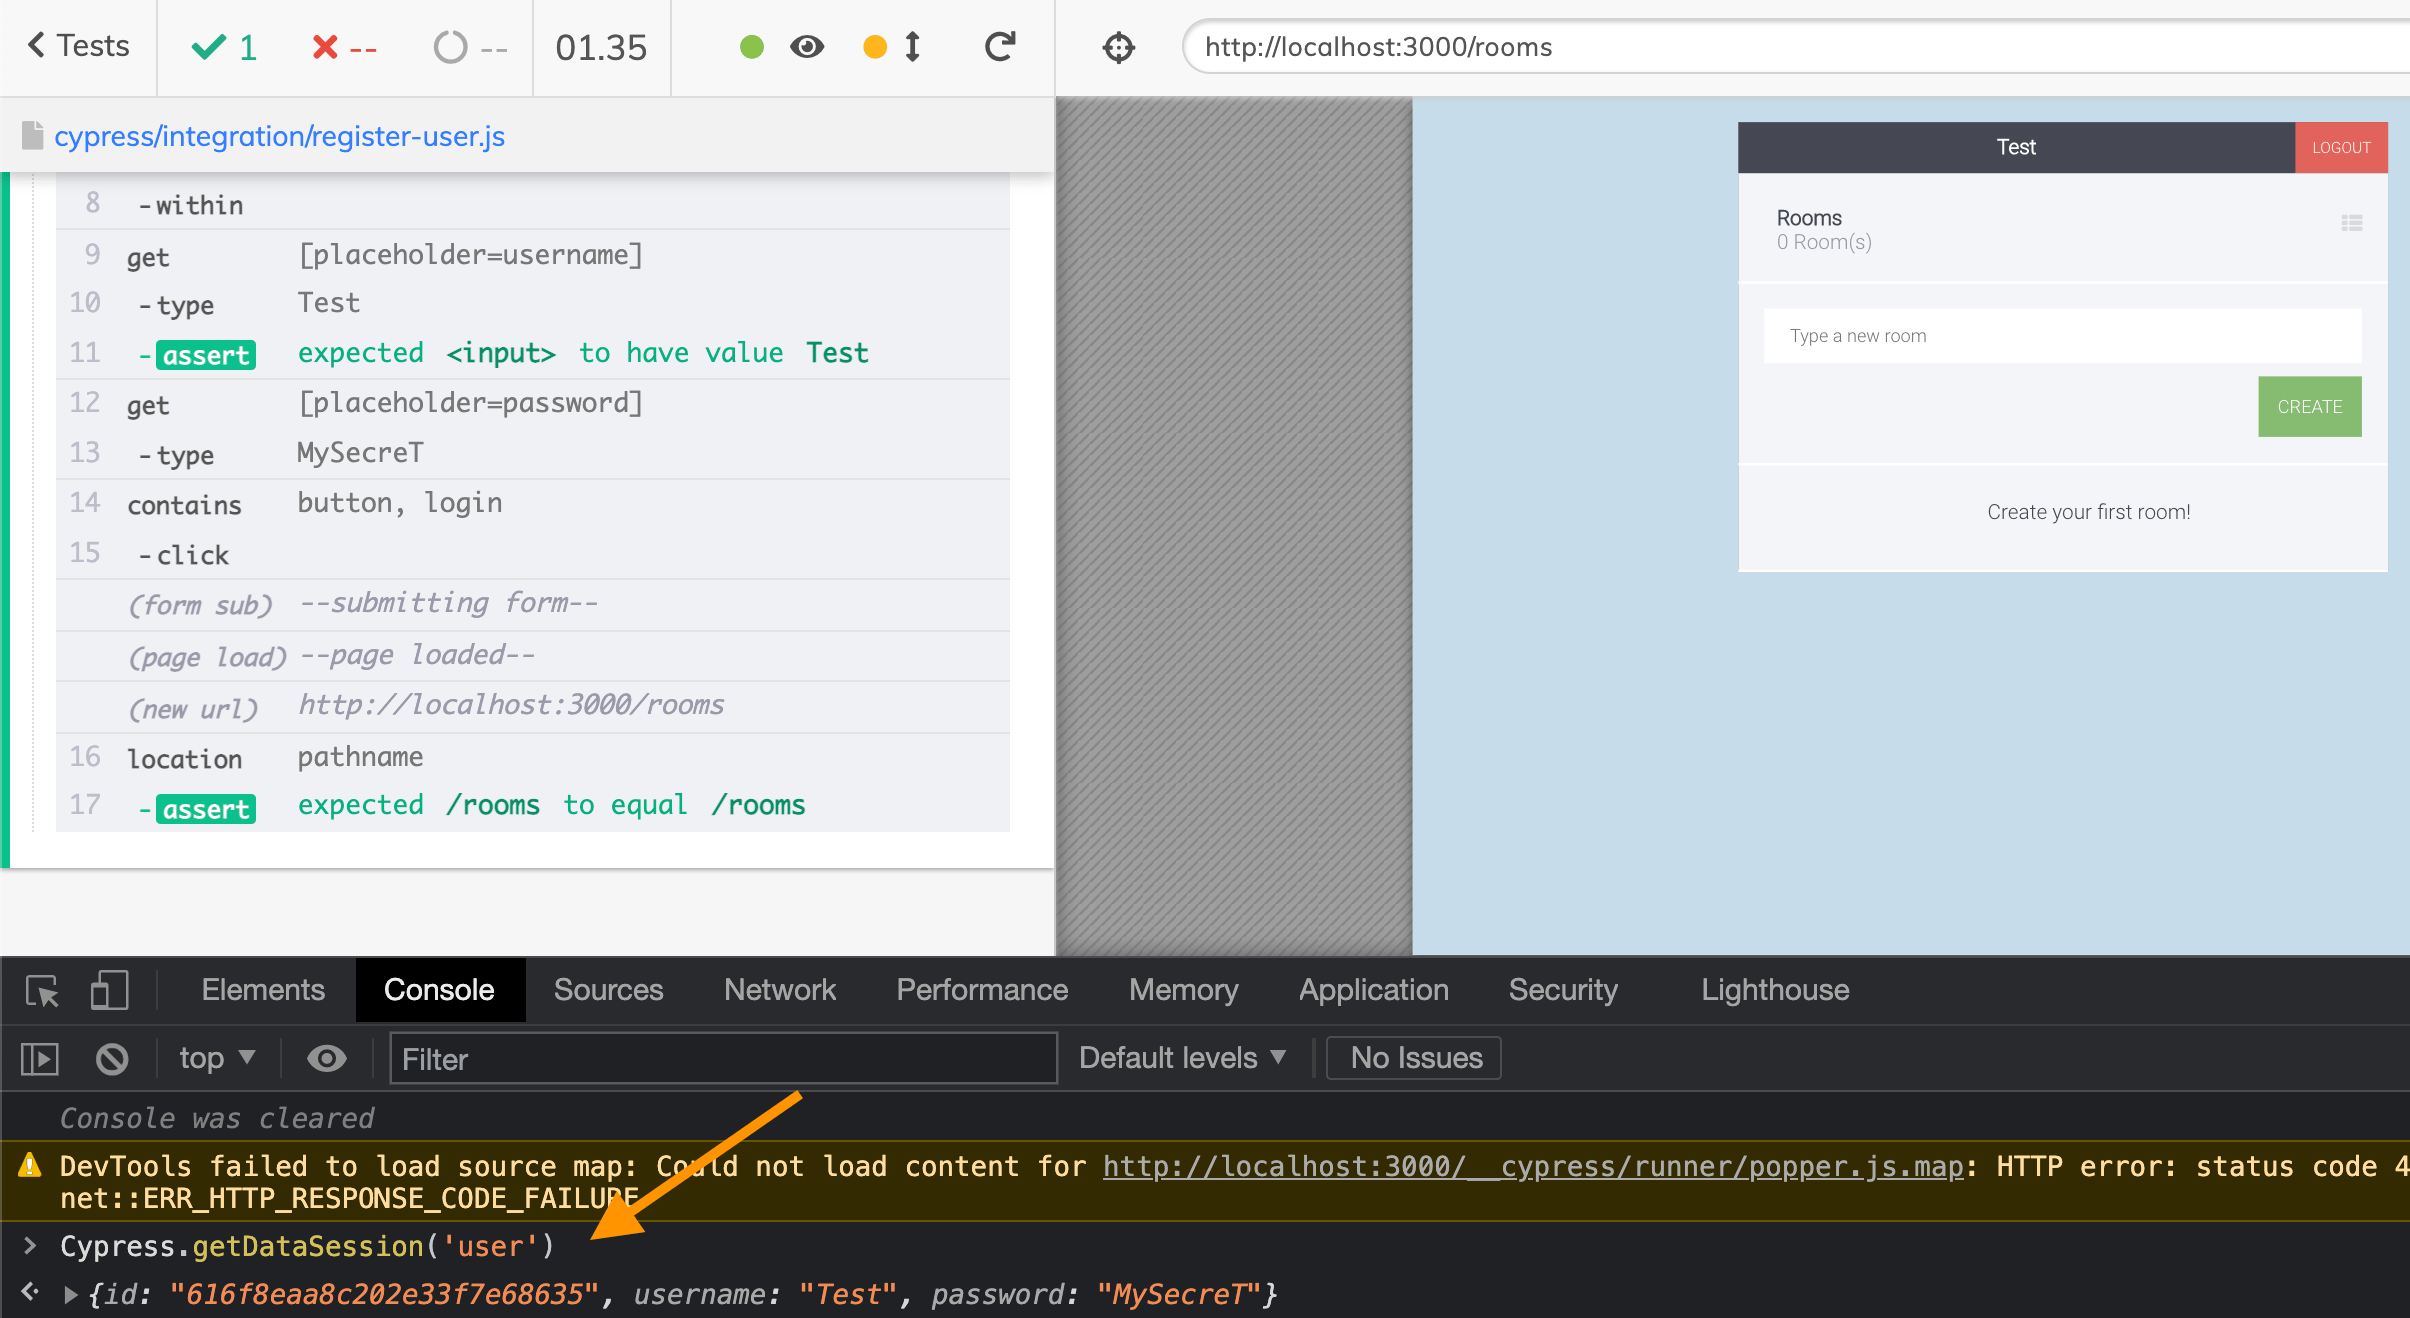 Tests
1
--
--
01.35
http://localhost:3000/rooms
cypress/integration/register-user.js
8 -within
9 get [placeholder=username]
10 -type Test
11 -assert expected <input> to have value Test
12 get [placeholder=password]
13 -type MySecreT
14 contains button, login
15 -click
(form sub) --submitting form--
(page load) --page loaded--
(new url) http://localhost:3000/rooms
16 location pathname
17 -assert expected /rooms to equal /rooms
Test
LOGOUT
Rooms
0 Room(s)
Type a new room
CREATE
Create your first room!
Elements Console Sources Network Performance Memory Application Security Lighthouse
top Filter Default levels No Issues
Console was cleared
DevTools failed to load source map: Could not load content for http://localhost:3000/__cypress/runner/popper.js.map: HTTP error: status code 4
net::ERR_HTTP_RESPONSE_CODE_FAILURE
> Cypress.getDataSession('user')
{id: "616f8eaa8c202e33f7e68635", username: "Test", password: "MySecreT"}